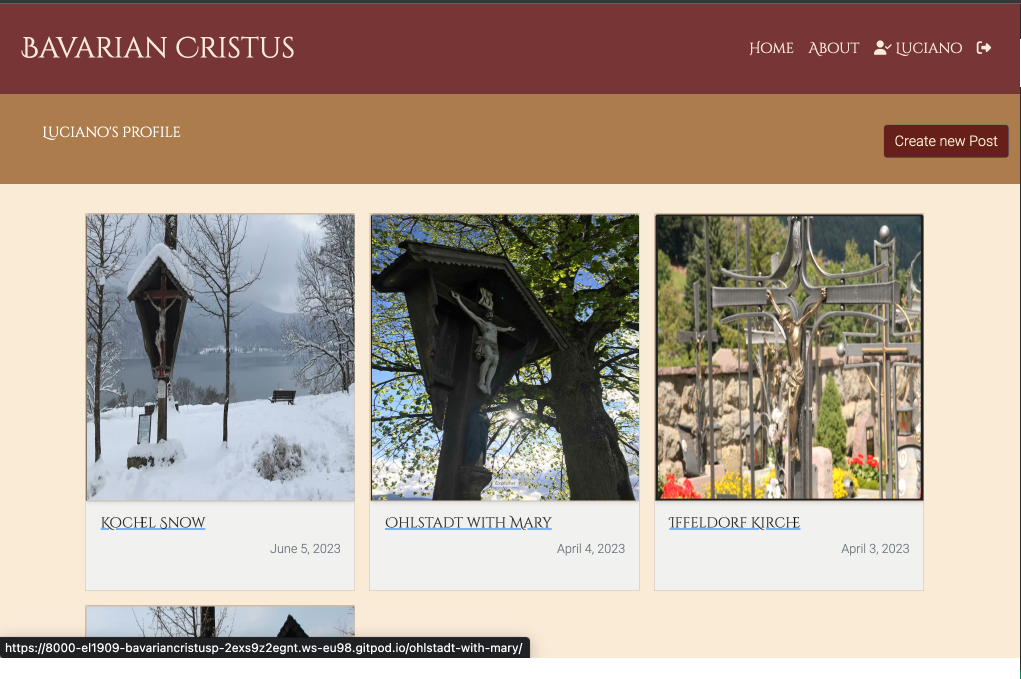 Bavarian Cristus
Home About Luciano
Luciano's Profile
Create new Post
Kochel Snow
June 5, 2023
Ohlstadt with Mary
April 4, 2023
Iffeldorf Kirche
April 3, 2023
https://8000-el1909-bavariancristusp-2exs9z2egnt.ws-eu98.gitpod.io/ohlstadt-with-mary/